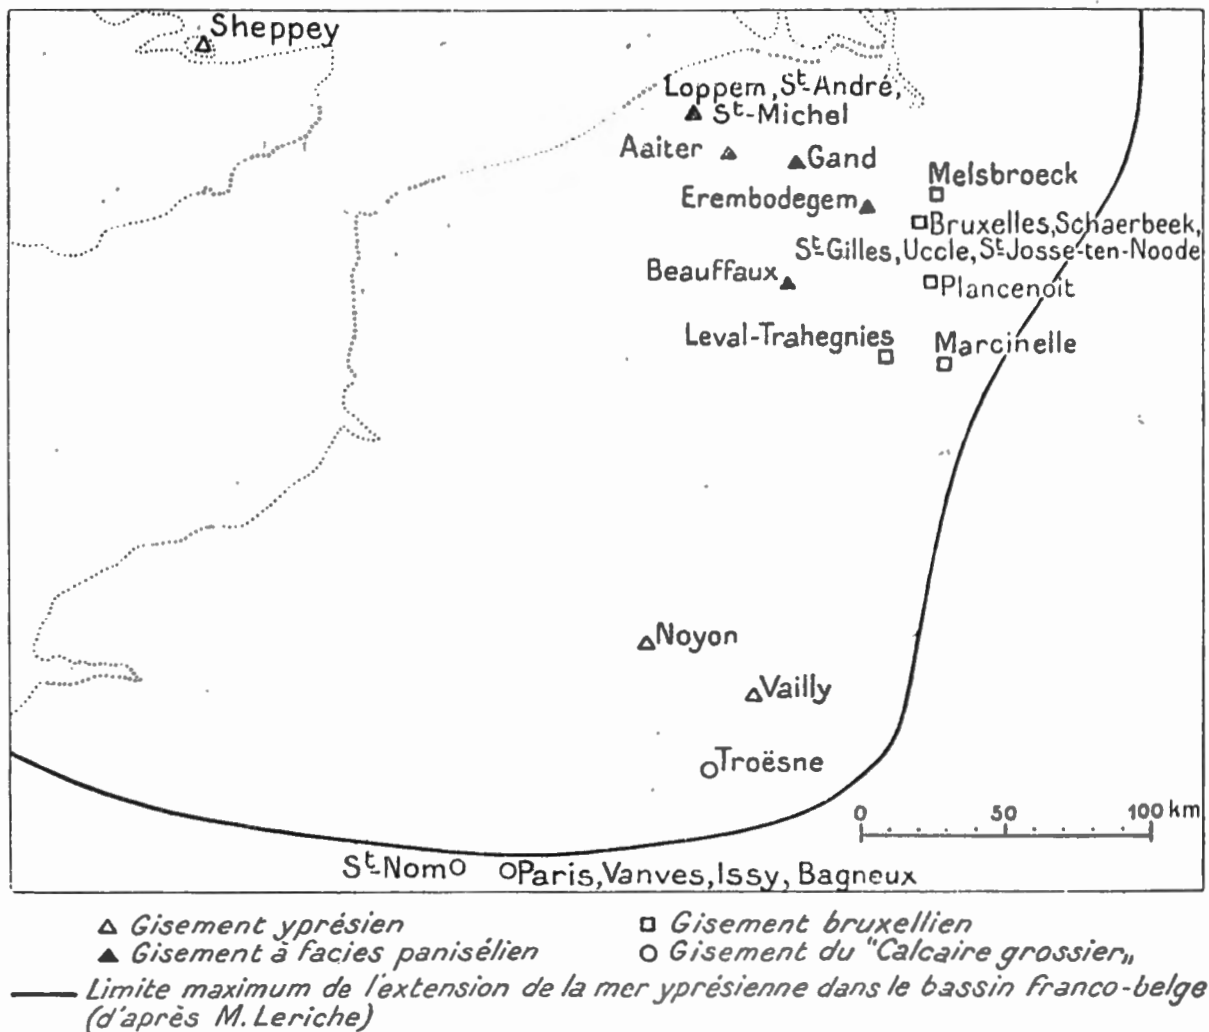 Sheppey
Loppem, St-André,
St-Michel
Aaiter
Gand
Melsbroeck
Erembodegem
Bruxelles, Schaerbeek,
St-Gilles, Uccle, St-Josse-ten-Noode
Beauffaux
Plancenoit
Leval-Trahegnies
Marcinelle
Noyon
Vailly
Troësne
0 50 100 km
St-Nom
Paris, Vanves, Issy, Bagneux
Gisement yprésien
Gisement bruxellien
Gisement à facies panisélien
Gisement du "Calcaire grossier„
Limite maximum de l'extension de la mer yprésienne dans le bassin franco-belge
(d'après M. Leriche)